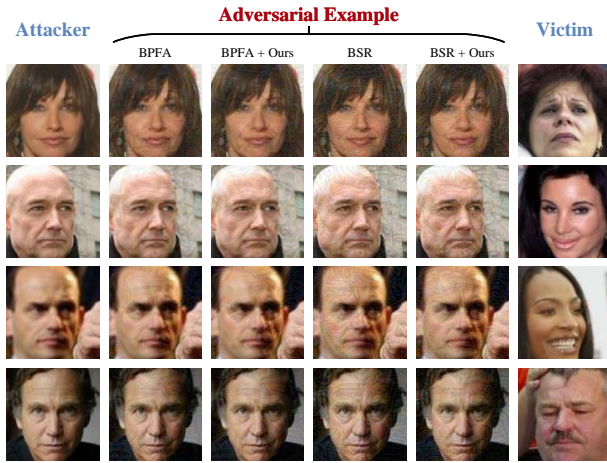 Adversarial Example
Attacker
Victim
BPFA
BPFA + Ours
BSR
BSR + Ours